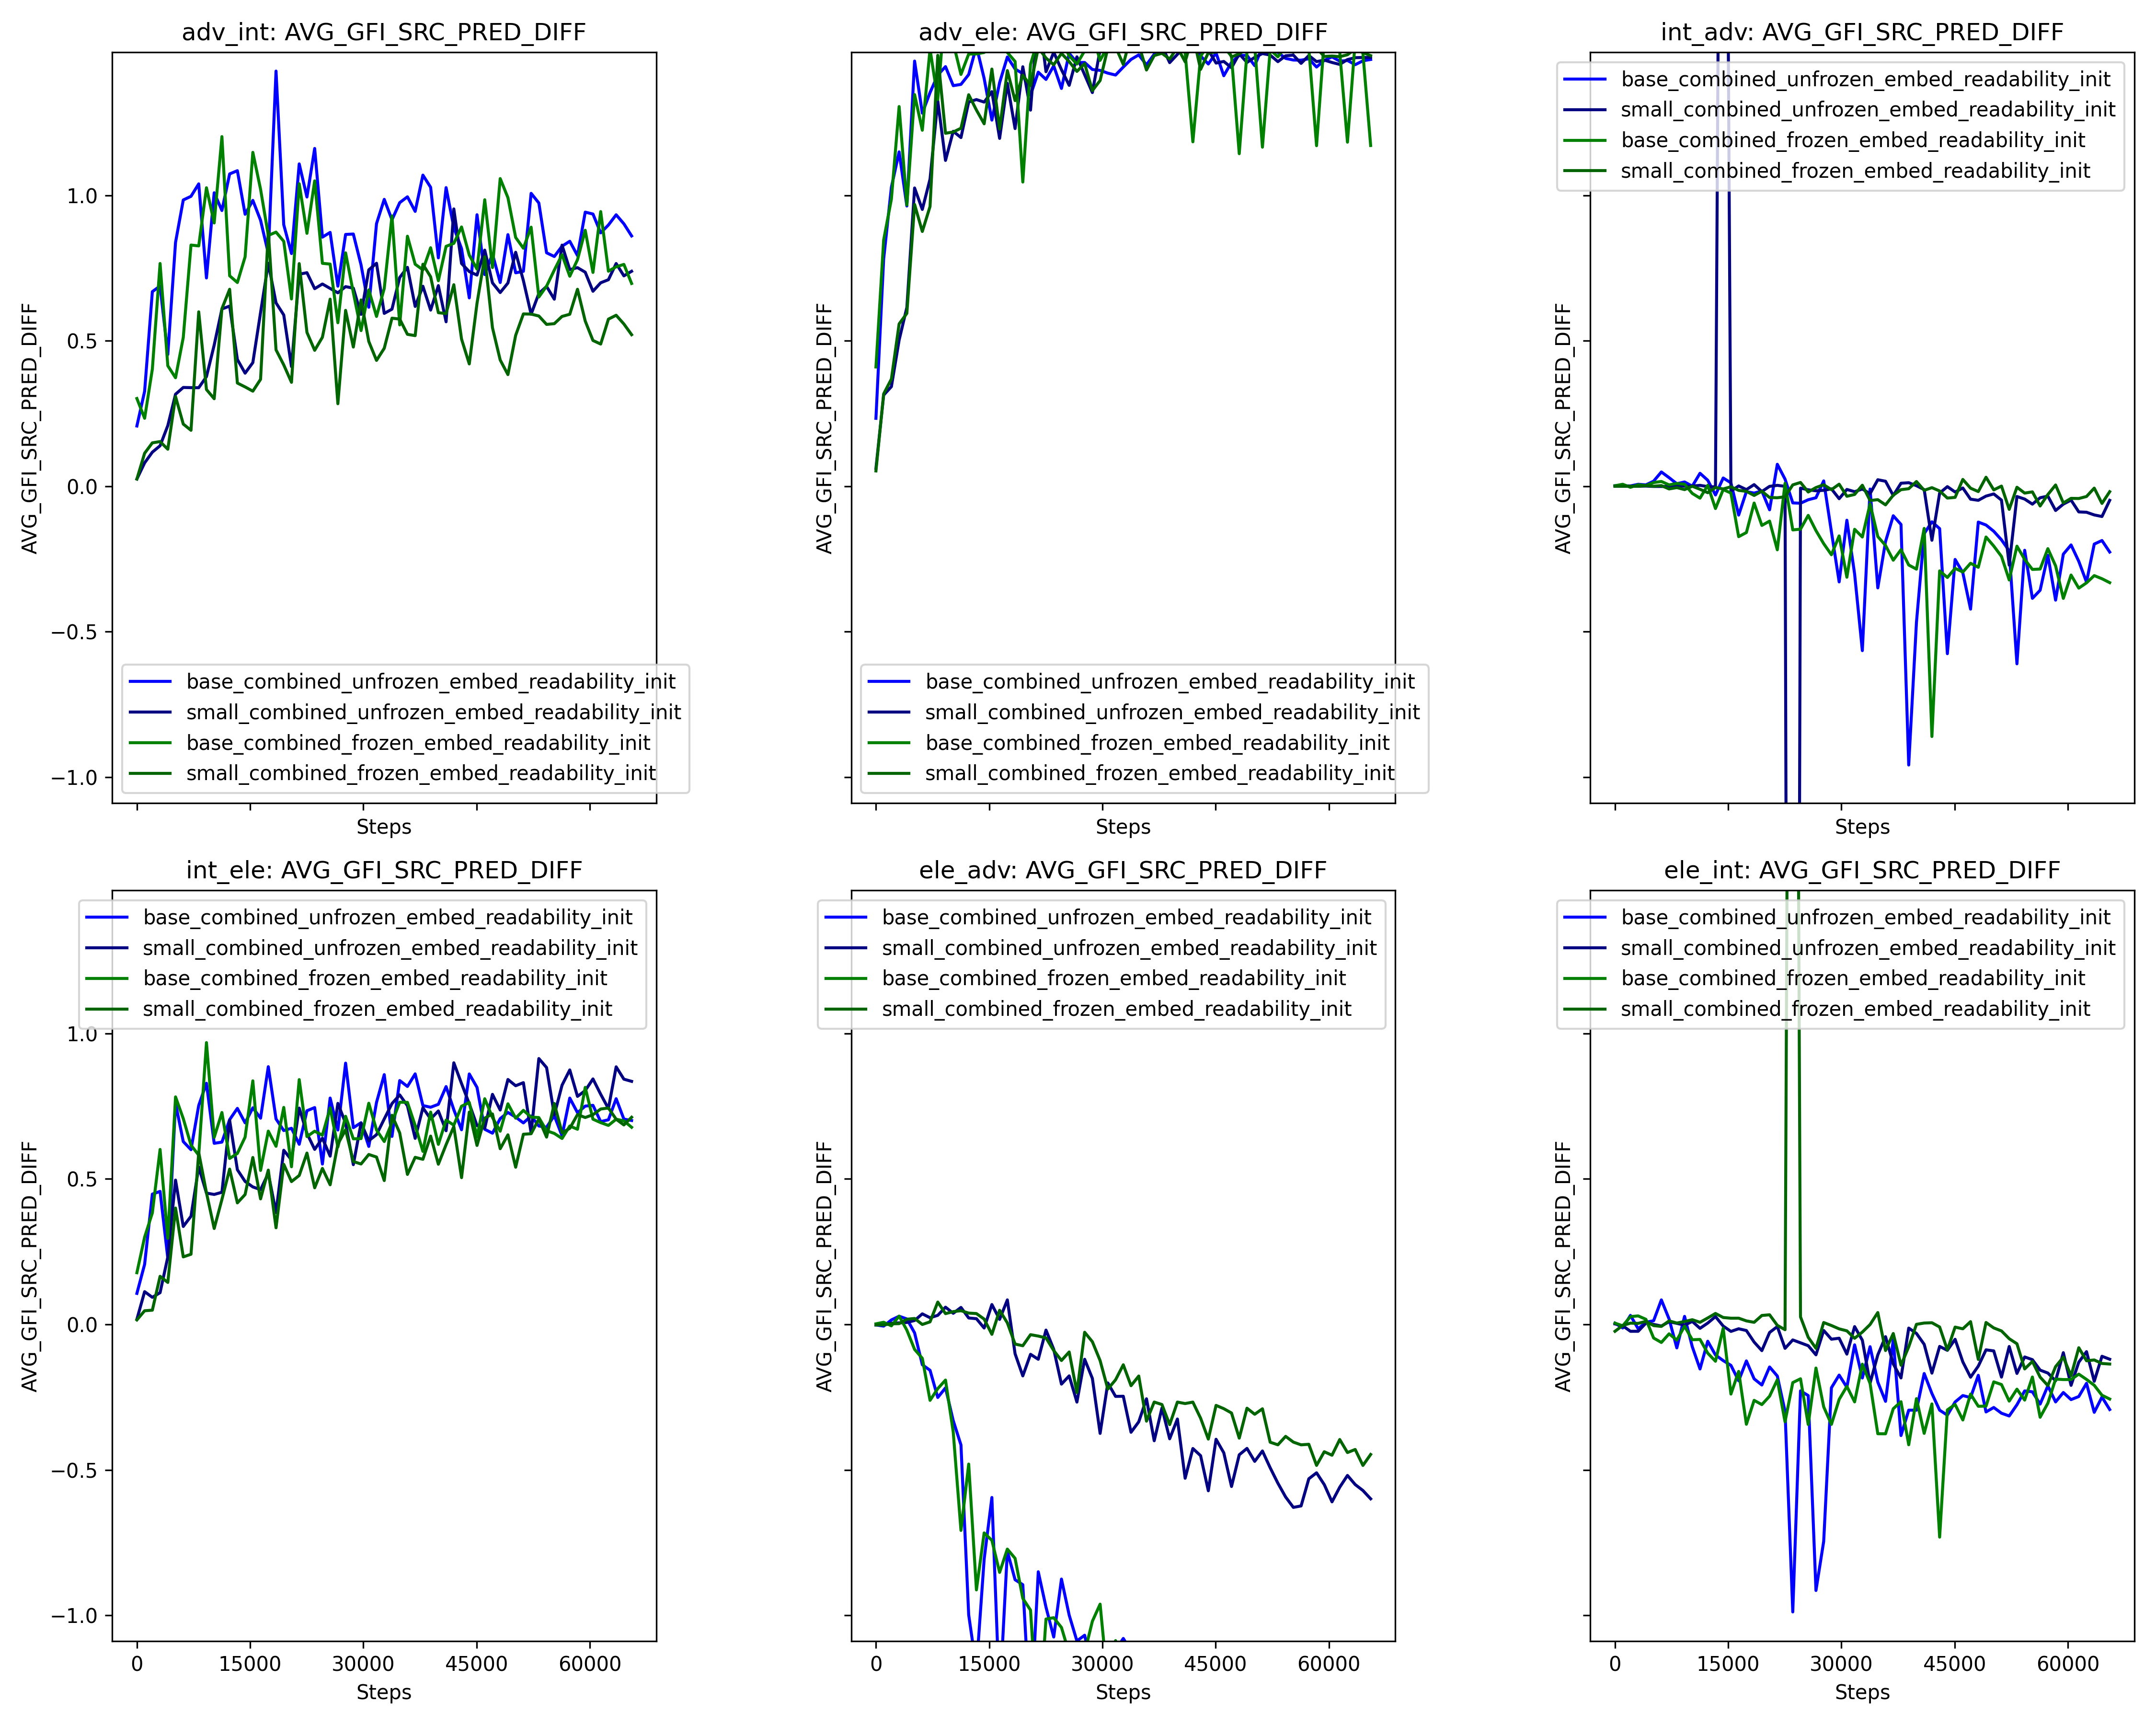 adv_int: AVG_GFI_SRC_PRED_DIFF
AVG_GFI_SRC_PRED_DIFF
1.0
0.5
0.0
−0.5
−1.0
base_combined_unfrozen_embed_readability_init
small_combined_unfrozen_embed_readability_init
base_combined_frozen_embed_readability_init
small_combined_frozen_embed_readability_init
Steps
adv_ele: AVG_GFI_SRC_PRED_DIFF
AVG_GFI_SRC_PRED_DIFF
base_combined_unfrozen_embed_readability_init
small_combined_unfrozen_embed_readability_init
base_combined_frozen_embed_readability_init
small_combined_frozen_embed_readability_init
Steps
int_adv: AVG_GFI_SRC_PRED_DIFF
base_combined_unfrozen_embed_readability_init
small_combined_unfrozen_embed_readability_init
base_combined_frozen_embed_readability_init
small_combined_frozen_embed_readability_init
AVG_GFI_SRC_PRED_DIFF
Steps
int_ele: AVG_GFI_SRC_PRED_DIFF
base_combined_unfrozen_embed_readability_init
small_combined_unfrozen_embed_readability_init
base_combined_frozen_embed_readability_init
small_combined_frozen_embed_readability_init
AVG_GFI_SRC_PRED_DIFF
1.0
0.5
0.0
−0.5
−1.0
0 15000 30000 45000 60000
Steps
ele_adv: AVG_GFI_SRC_PRED_DIFF
base_combined_unfrozen_embed_readability_init
small_combined_unfrozen_embed_readability_init
base_combined_frozen_embed_readability_init
small_combined_frozen_embed_readability_init
AVG_GFI_SRC_PRED_DIFF
0 15000 30000 45000 60000
Steps
ele_int: AVG_GFI_SRC_PRED_DIFF
base_combined_unfrozen_embed_readability_init
small_combined_unfrozen_embed_readability_init
base_combined_frozen_embed_readability_init
small_combined_frozen_embed_readability_init
AVG_GFI_SRC_PRED_DIFF
0 15000 30000 45000 60000
Steps